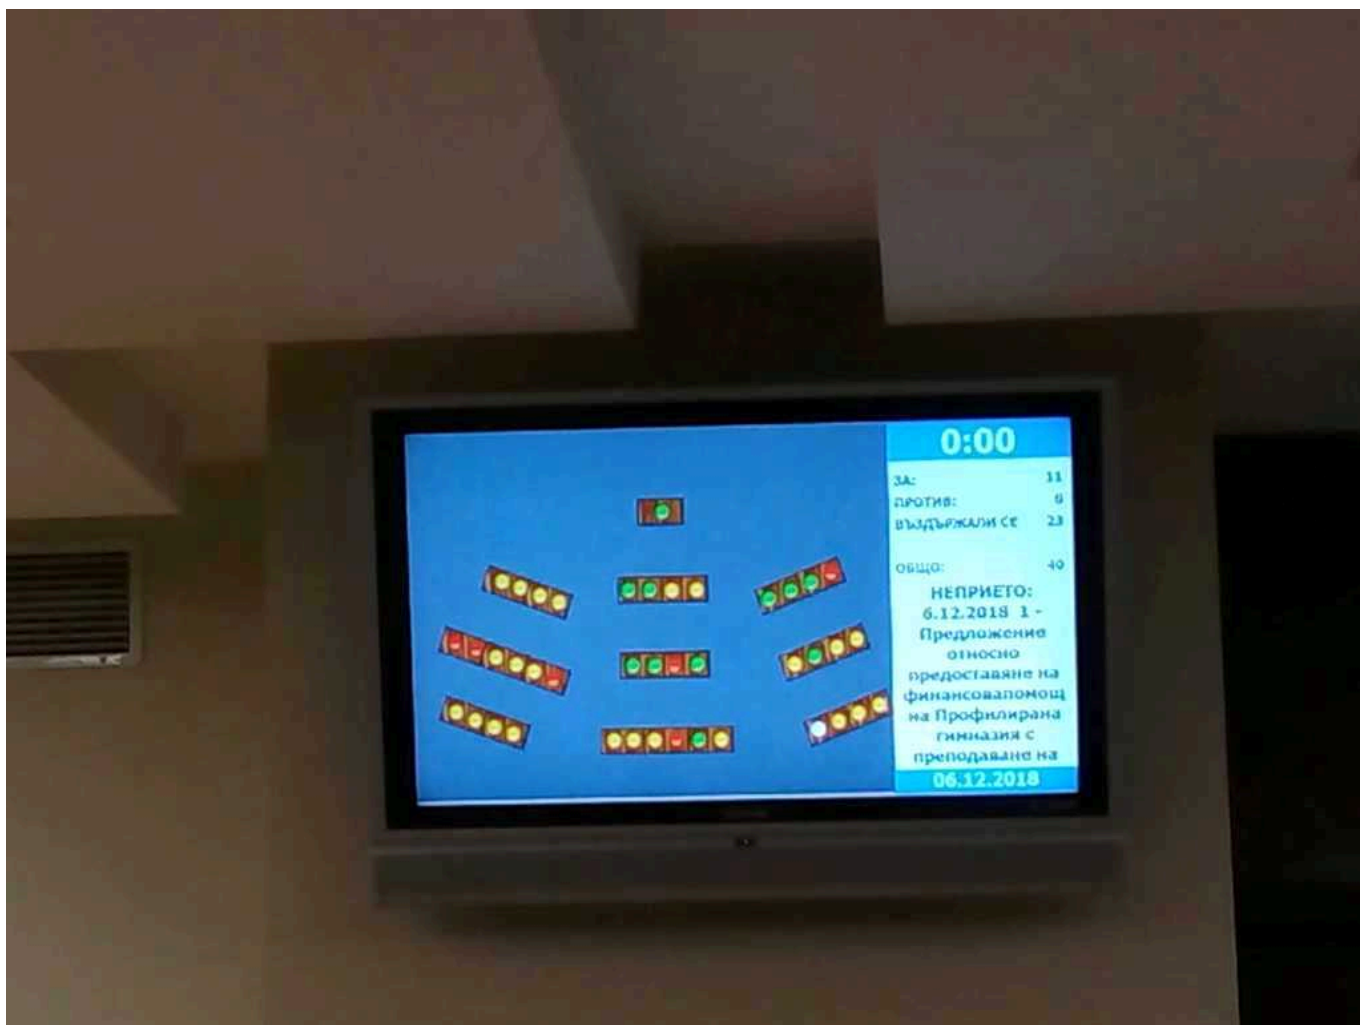 0:00
ЗА: 11
ПРОТИВ: 6
ВЪЗДЪРЖАЛИ СЕ 23
ОБЩО: 40
НЕПРИЕТО:
6.12.2018 1 -
Предложение
относно
предоставяне на
финансовапомощ
на Профилирана
гимназия с
преподаване на
06.12.2018